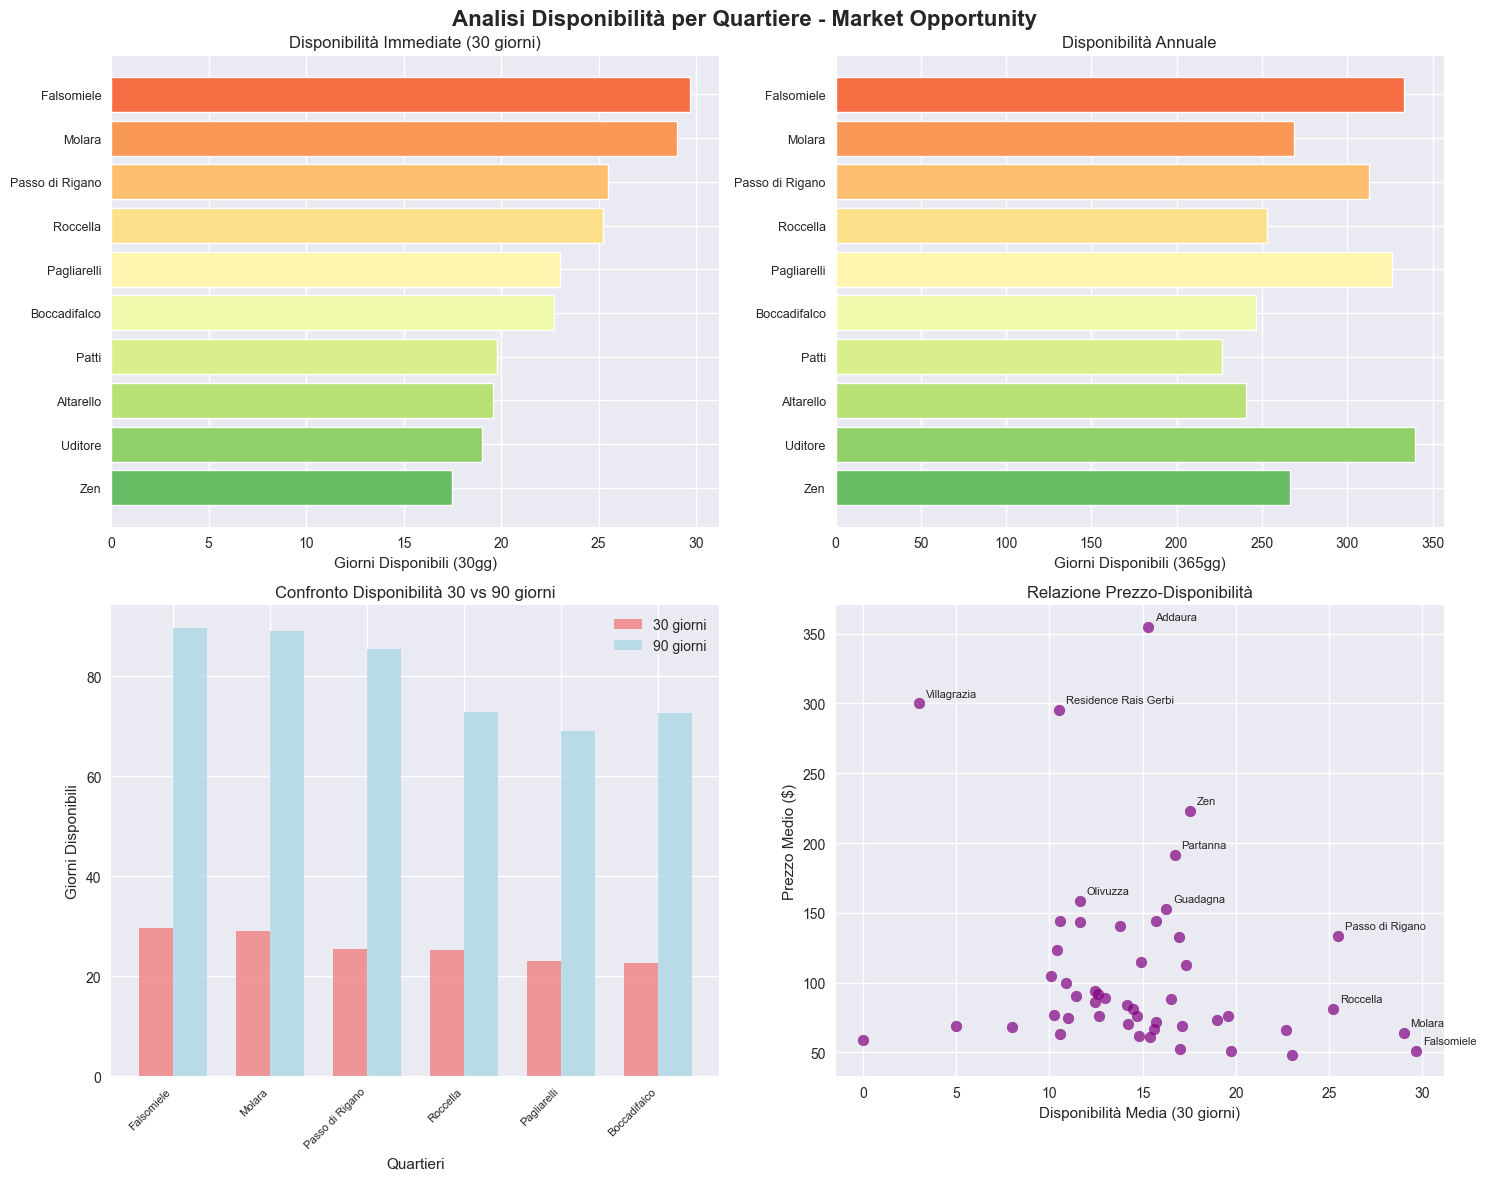 Analisi Disponibilità per Quartiere - Market Opportunity
Disponibilità Immediate (30 giorni)
Falsomiele
Molara
Passo di Rigano
Roccella
Pagliarelli
Boccadifalco
Patti
Altarello
Uditore
Zen
0 5 10 15 20 25 30
Giorni Disponibili (30gg)
Disponibilità Annuale
Falsomiele
Molara
Passo di Rigano
Roccella
Pagliarelli
Boccadifalco
Patti
Altarello
Uditore
Zen
0 50 100 150 200 250 300 350
Giorni Disponibili (365gg)
Confronto Disponibilità 30 vs 90 giorni
30 giorni
90 giorni
Giorni Disponibili
80
60
40
20
0
Falsomiele
Molara
Passo di Rigano
Roccella
Pagliarelli
Boccadifalco
Quartieri
Relazione Prezzo-Disponibilità
Prezzo Medio ($)
350
300
250
200
150
100
50
Addaura
Villagrazia
Residence Rais Gerbi
Zen
Partanna
Olivuzza
Guadagna
Passo di Rigano
Roccella
Molara
Falsomiele
0 5 10 15 20 25 30
Disponibilità Media (30 giorni)